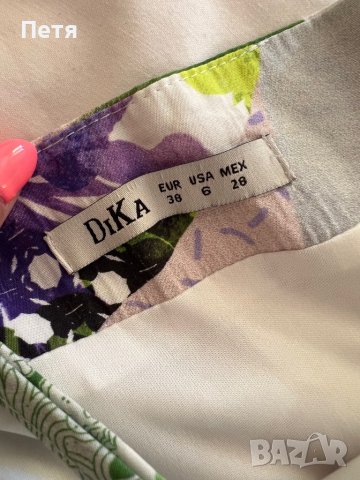 Петя
DiKa
EUR USA MEX
38 6 28
BAZAR